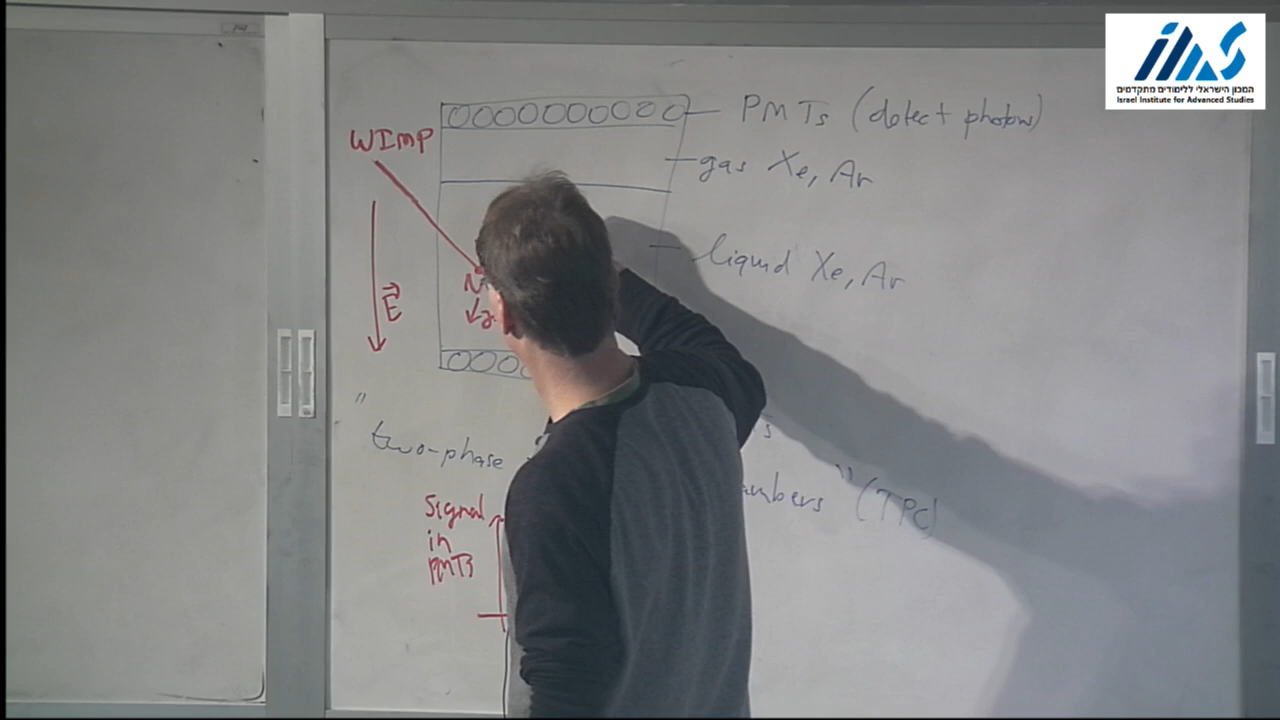 המכון הישראלי ללימודים מתקדמים
Israel Institute for Advanced Studies
PMTs (detect photons)
WIMP
gas Xe, Ar
liquid Xe, Ar
E
"two-phase
ambers" (TPC)
Signal
in
PMTs